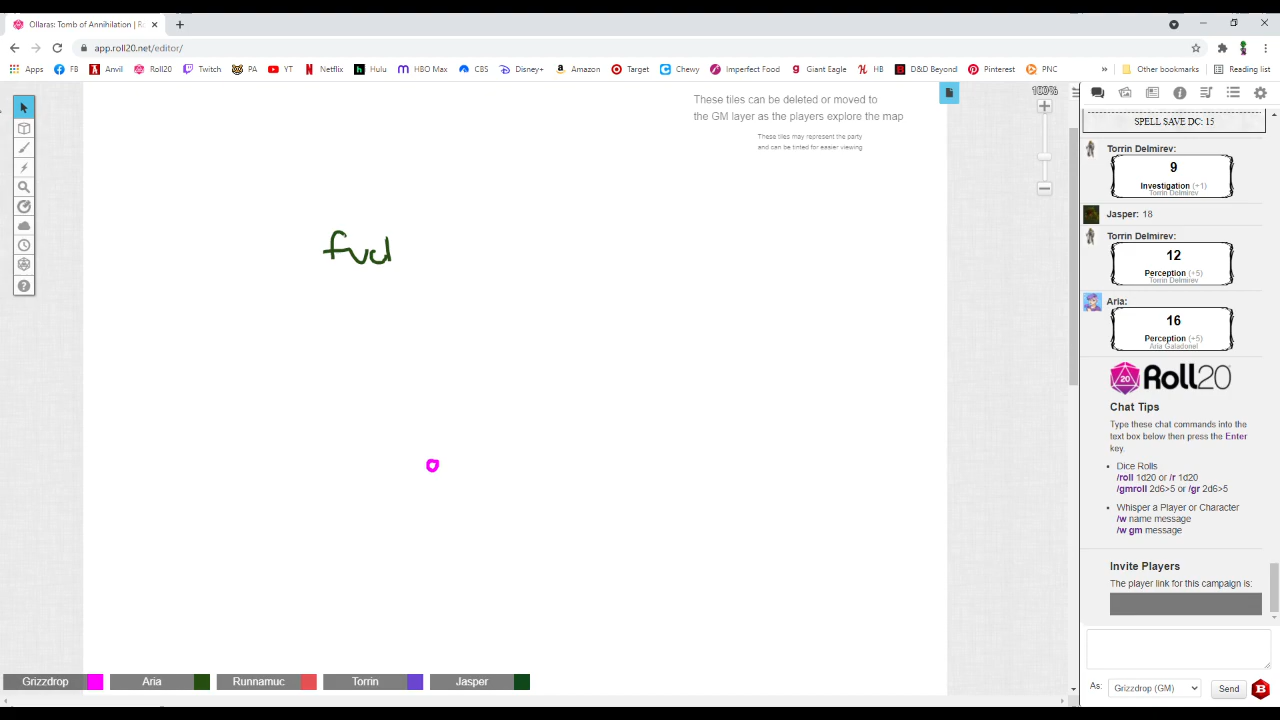 Ollaras: Tomb of Annihilation | R
app.roll20.net/editor/
Apps FB Anvil Roll20 Twitch PA YT Netflix Hulu HBO Max CBS Disney+ Amazon Target Chewy Imperfect Food Giant Eagle HB D&D Beyond Pinterest PNC » Other bookmarks Reading list
These tiles can be deleted or moved to
the GM layer as the players explore the map
These tiles may represent the party
and can be tinted for easier viewing
100%
SPELL SAVE DC: 15
Torrin Delmirev:
9
Investigation (+1)
Torrin Delmirev
Jasper: 18
Torrin Delmirev:
12
Perception (+5)
Torrin Delmirev
Aria:
16
Perception (+5)
Aria Galadonel
20 Roll20
Chat Tips
Type these chat commands into the
text box below then press the Enter
key.
• Dice Rolls
/roll 1d20 or /r 1d20
/gmroll 2d6>5 or /gr 2d6>5
• Whisper a Player or Character
/w name message
/w gm message
Invite Players
The player link for this campaign is:
As: Grizzdrop (GM) Send
Grizzdrop Aria Runnamuc Torrin Jasper